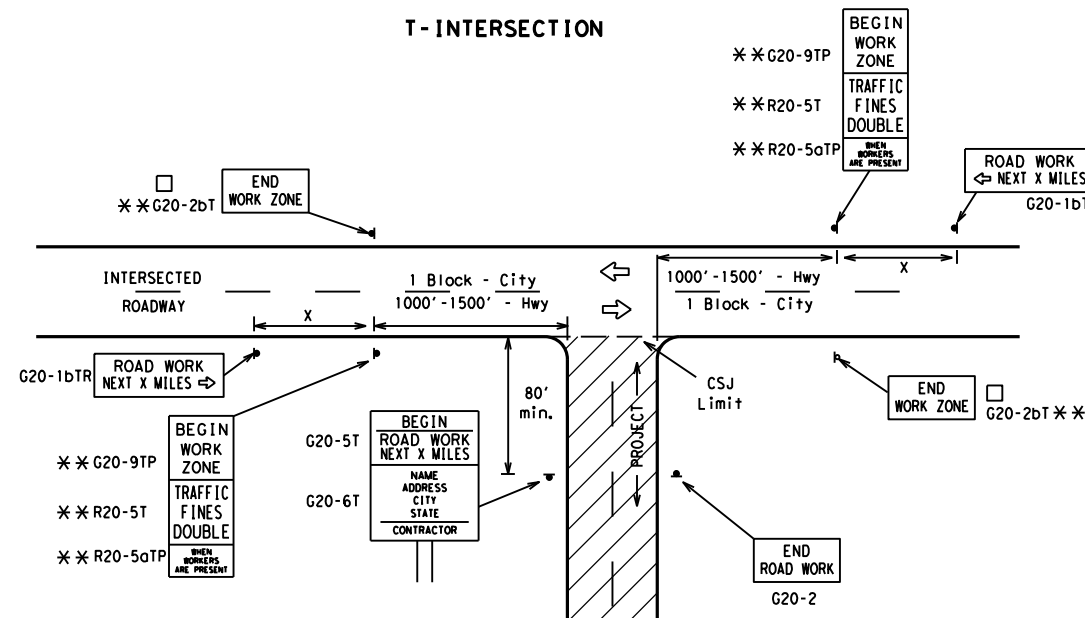 T-INTERSECTION
BEGIN
WORK
ZONE
TRAFFIC
FINES
DOUBLE
WHEN
WORKERS
ARE PRESENT
**G20-9TP
**R20-5T
**R20-5aTP
ROAD WORK
⇦ NEXT X MILES
G20-1bT
□
**G20-2bT
END
WORK ZONE
INTERSECTED
ROADWAY
X
1 Block - City
1000'-1500' - Hwy
1000'-1500' - Hwy
1 Block - City
X
G20-1bTR
ROAD WORK
NEXT X MILES ⇨
80'
min.
CSJ
Limit
PROJECT
END
WORK ZONE
□
G20-2bT**
**G20-9TP
**R20-5T
**R20-5aTP
BEGIN
WORK
ZONE
TRAFFIC
FINES
DOUBLE
WHEN
WORKERS
ARE PRESENT
G20-5T
G20-6T
BEGIN
ROAD WORK
NEXT X MILES
NAME
ADDRESS
CITY
STATE
CONTRACTOR
END
ROAD WORK
G20-2